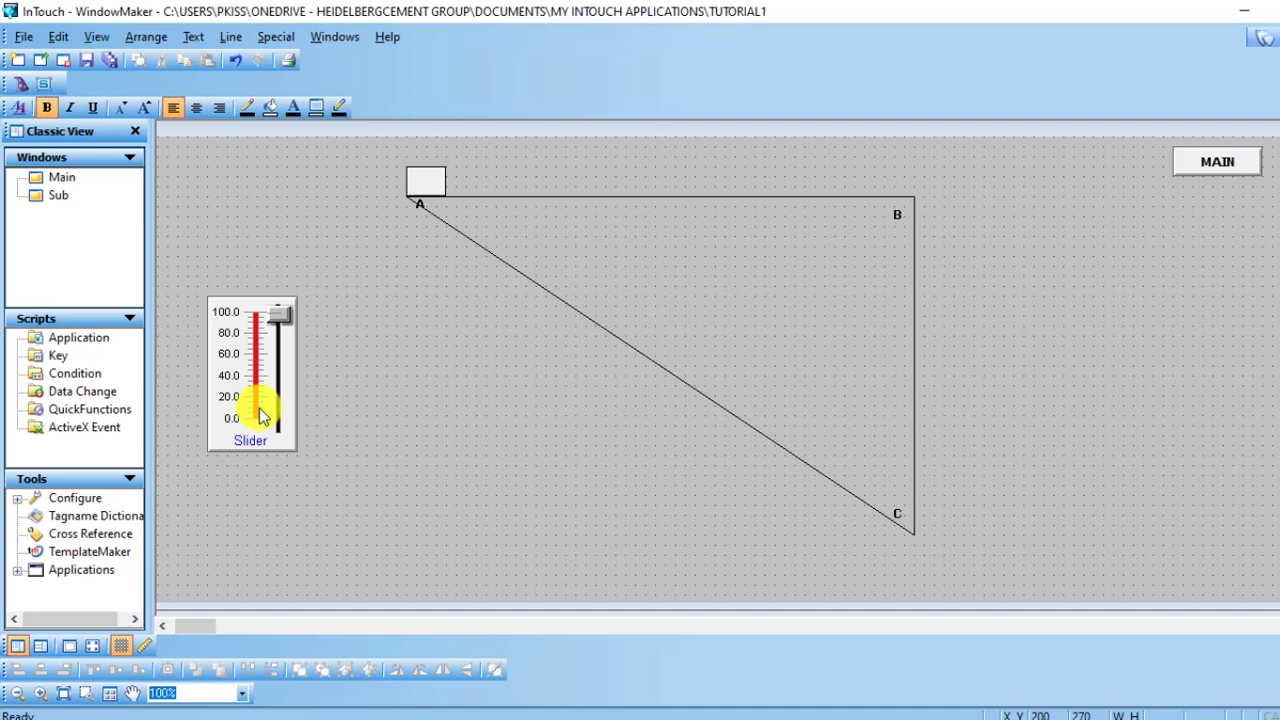 InTouch - WindowMaker - C:\USERS\PKISS\ONEDRIVE - HEIDELBERGCEMENT GROUP\DOCUMENTS\MY INTOUCH APPLICATIONS\TUTORIAL1
File Edit View Arrange Text Line Special Windows Help
B I U
Classic View
Windows
Main
Sub
Scripts
Application
Key
Condition
Data Change
QuickFunctions
ActiveX Event
Tools
Configure
Tagname Dictiona
Cross Reference
TemplateMaker
Applications
MAIN
A
B
C
100.0
80.0
60.0
40.0
20.0
0.0
Slider
100%
Ready
X, Y 200 270 W, H